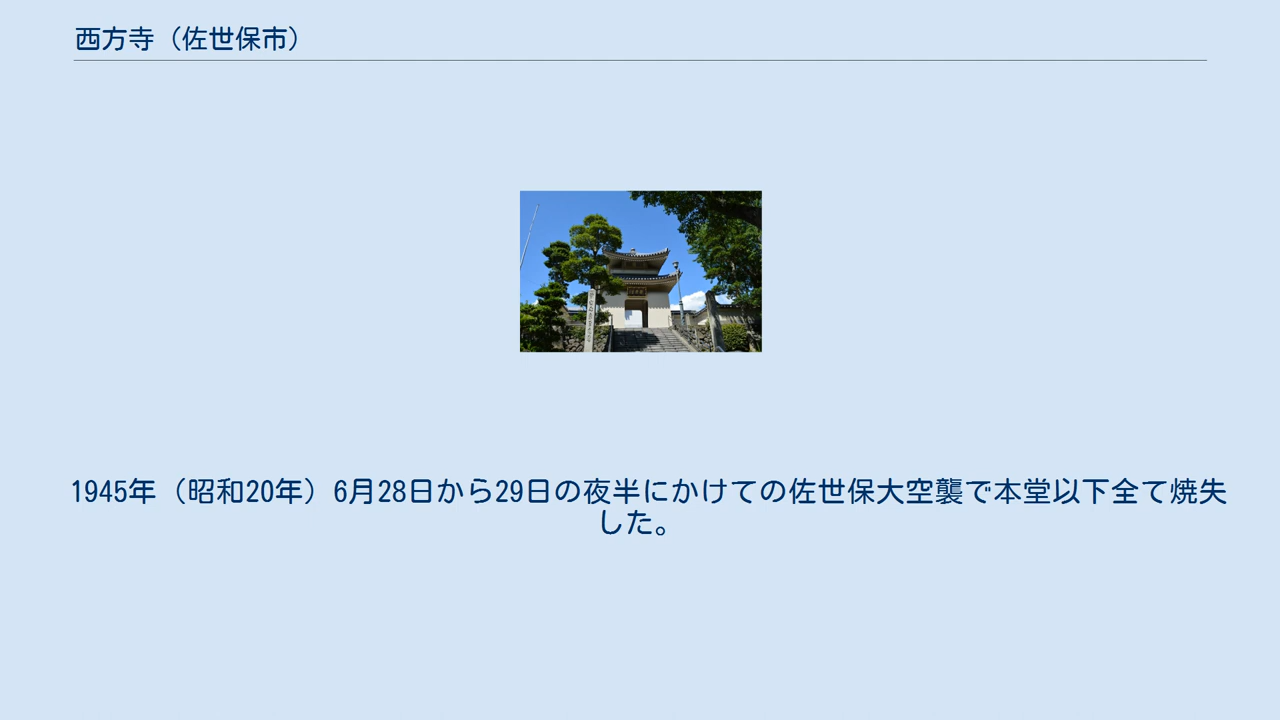 西方寺（佐世保市）
1945年（昭和20年）6月28日から29日の夜半にかけての佐世保大空襲で本堂以下全て焼失
した。